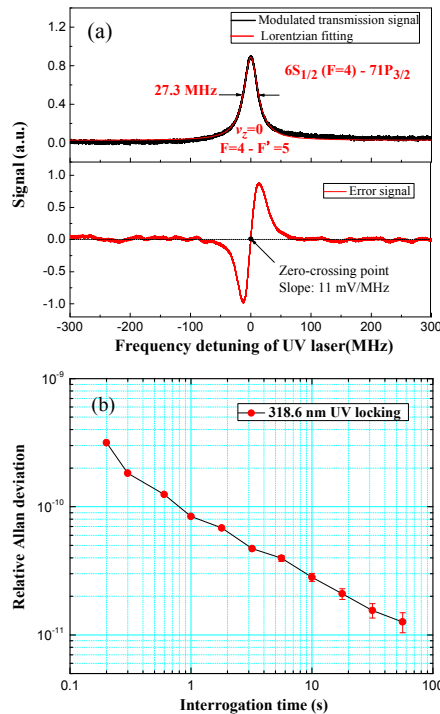 (a)
Modulated transmission signal
Lorentzian fitting
1.2
0.8
0.4
0.0
27.3 MHz
6S1/2 (F=4) - 71P3/2
vz=0
F=4 - F' =5
Signal (a.u.)
1.0
0.5
0.0
-0.5
-1.0
Error signal
Zero-crossing point
Slope: 11 mV/MHz
-300 -200 -100 0 100 200 300
Frequency detuning of UV laser(MHz)
10-9
(b)
318.6 nm UV locking
10-10
10-11
Relative Allan deviation
0.1 1 10 100
Interrogation time (s)